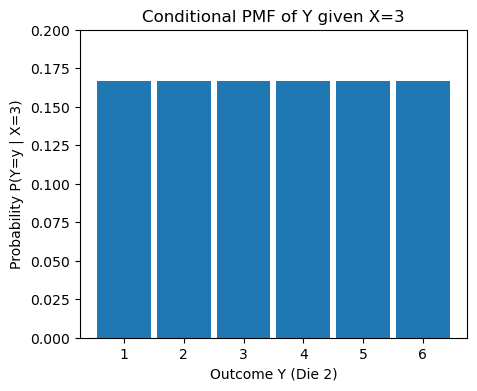 Conditional PMF of Y given X=3
Probability P(Y=y | X=3)
0.200
0.175
0.150
0.125
0.100
0.075
0.050
0.025
0.000
1 2 3 4 5 6
Outcome Y (Die 2)